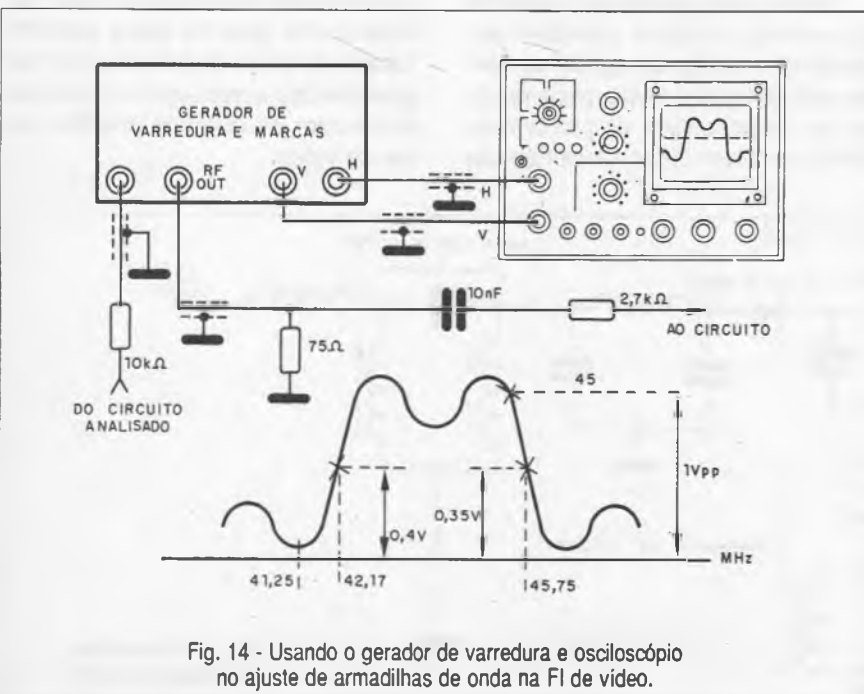 GERADOR DE
VARREDURA E MARCAS
RF
OUT
V
H
H
V
10nF
2,7kΩ
AO CIRCUITO
75Ω
10kΩ
DO CIRCUITO
ANALISADO
45
1Vpp
0,4V
0,35V
MHz
41,25
42,17
45,75
Fig. 14 - Usando o gerador de varredura e osciloscópio
no ajuste de armadilhas de onda na FI de vídeo.